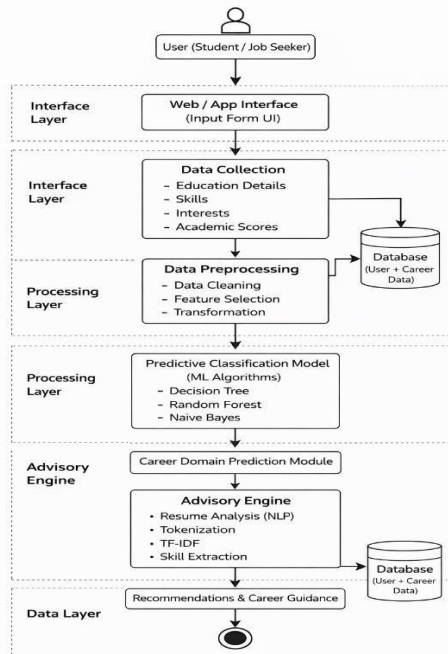 User (Student / Job Seeker)
Interface
Layer
Web / App Interface
(Input Form UI)
Interface
Layer
Data Collection
– Education Details
– Skills
– Interests
– Academic Scores
Database
(User + Career
Data)
Processing
Layer
Data Preprocessing
– Data Cleaning
– Feature Selection
– Transformation
Processing
Layer
Predictive Classification Model
(ML Algorithms)
– Decision Tree
– Random Forest
– Naive Bayes
Advisory
Engine
Career Domain Prediction Module
Advisory Engine
• Resume Analysis (NLP)
• Tokenization
• TF-IDF
• Skill Extraction
Database
(User + Career
Data)
Data Layer
Recommendations & Career Guidance